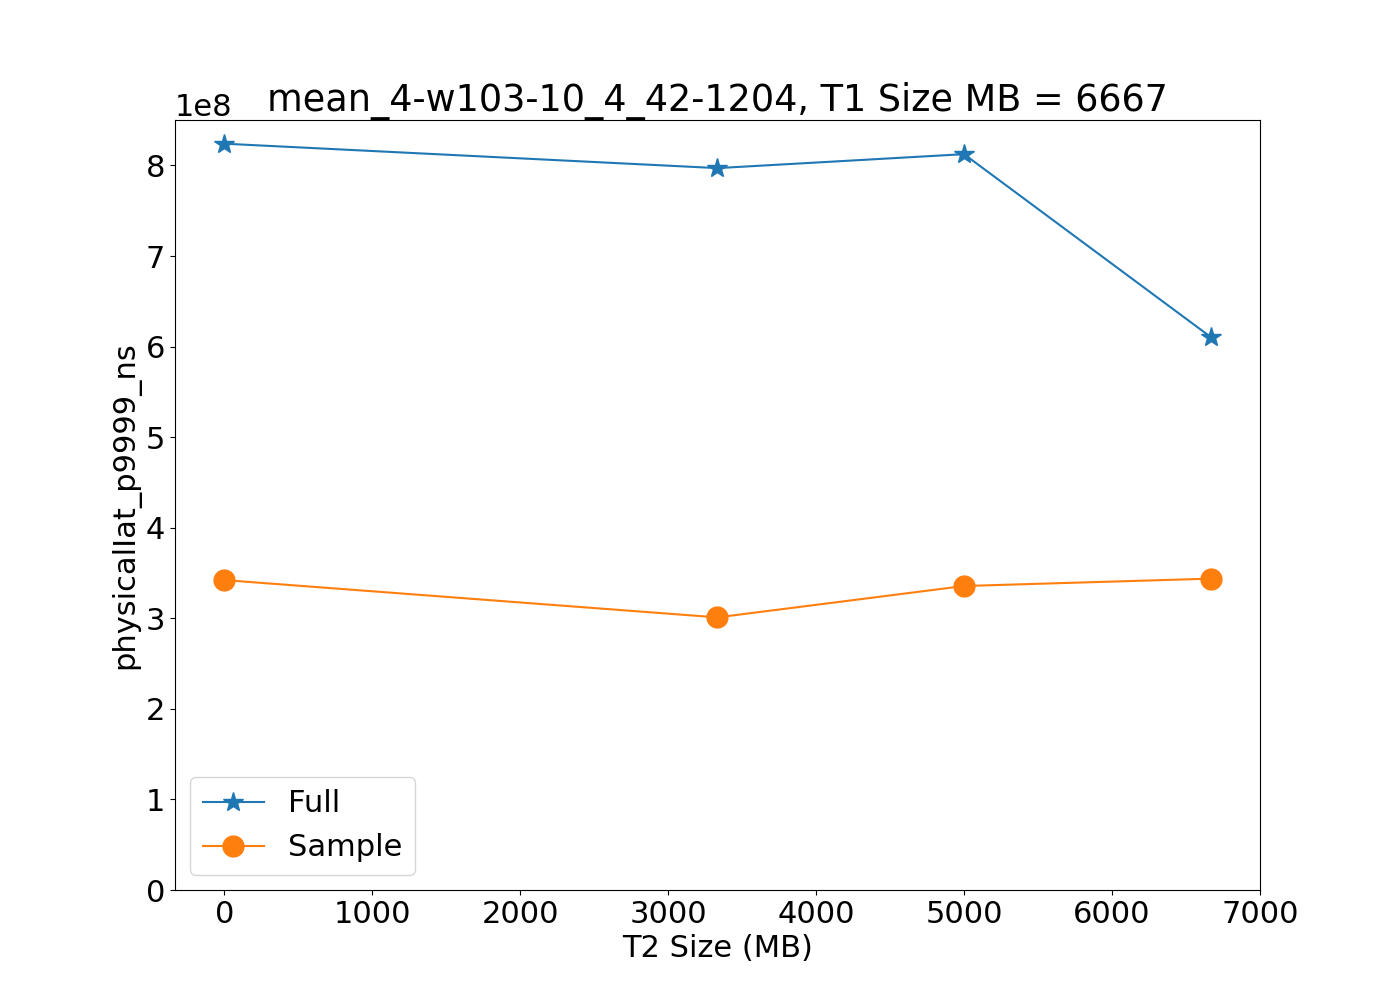 1e8
mean_4-w103-10_4_42-1204, T1 Size MB = 6667
physicallat_p9999_ns
8
7
6
5
4
3
2
1
0
Full
Sample
0 1000 2000 3000 4000 5000 6000 7000
T2 Size (MB)